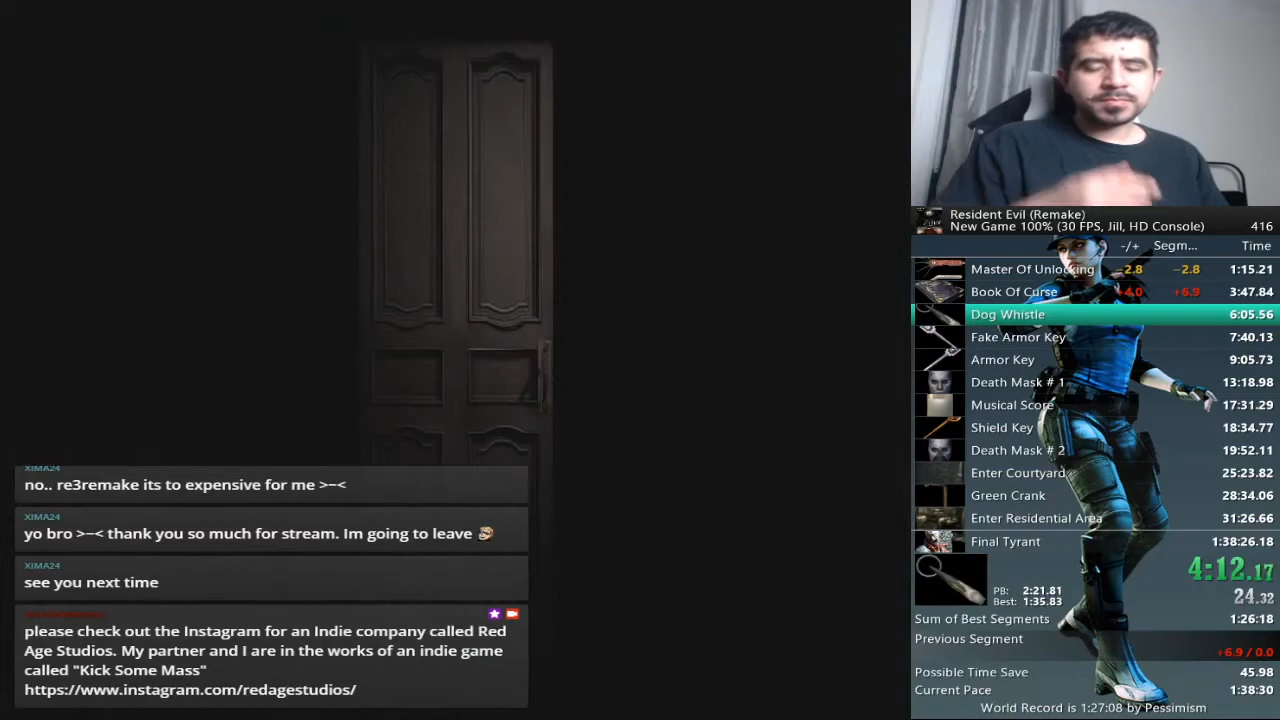 XIMA24
no.. re3remake its to expensive for me >~<
XIMA24
yo bro >~< thank you so much for stream. Im going to leave
XIMA24
see you next time
please check out the Instagram for an Indie company called Red
Age Studios. My partner and I are in the works of an indie game
called "Kick Some Mass"
https://www.instagram.com/redagestudios/
Resident Evil (Remake)
New Game 100% (30 FPS, Jill, HD Console) 416
-/+ Segm... Time
Master Of Unlocking −2.8 −2.8 1:15.21
Book Of Curse +4.0 +6.9 3:47.84
Dog Whistle 6:05.56
Fake Armor Key 7:40.13
Armor Key 9:05.73
Death Mask # 1 13:18.98
Musical Score 17:31.29
Shield Key 18:34.77
Death Mask # 2 19:52.11
Enter Courtyard 25:23.82
Green Crank 28:34.06
Enter Residential Area 31:26.66
Final Tyrant 1:38:26.18
4:12.17
PB: 2:21.81
Best: 1:35.83
24.32
Sum of Best Segments 1:26:18
Previous Segment
+6.9 / 0.0
Possible Time Save 45.98
Current Pace 1:38:30
World Record is 1:27:08 by Pessimism